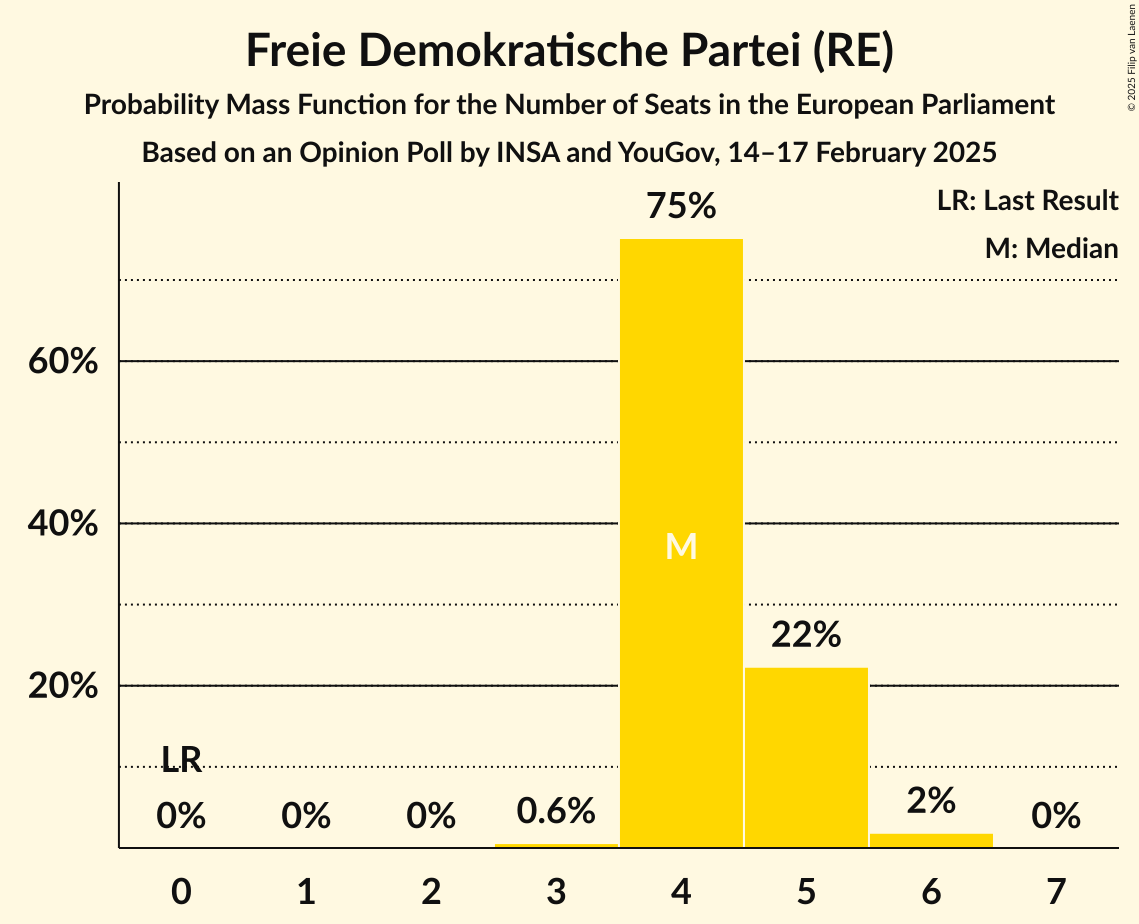 Freie Demokratische Partei (RE)
Probability Mass Function for the Number of Seats in the European Parliament
Based on an Opinion Poll by INSA and YouGov, 14–17 February 2025
© 2025 Filip van Laenen
LR: Last Result
M: Median
75%
60%
40%
M
22%
20%
LR
0% 0% 0% 0.6% 2% 0%
0 1 2 3 4 5 6 7